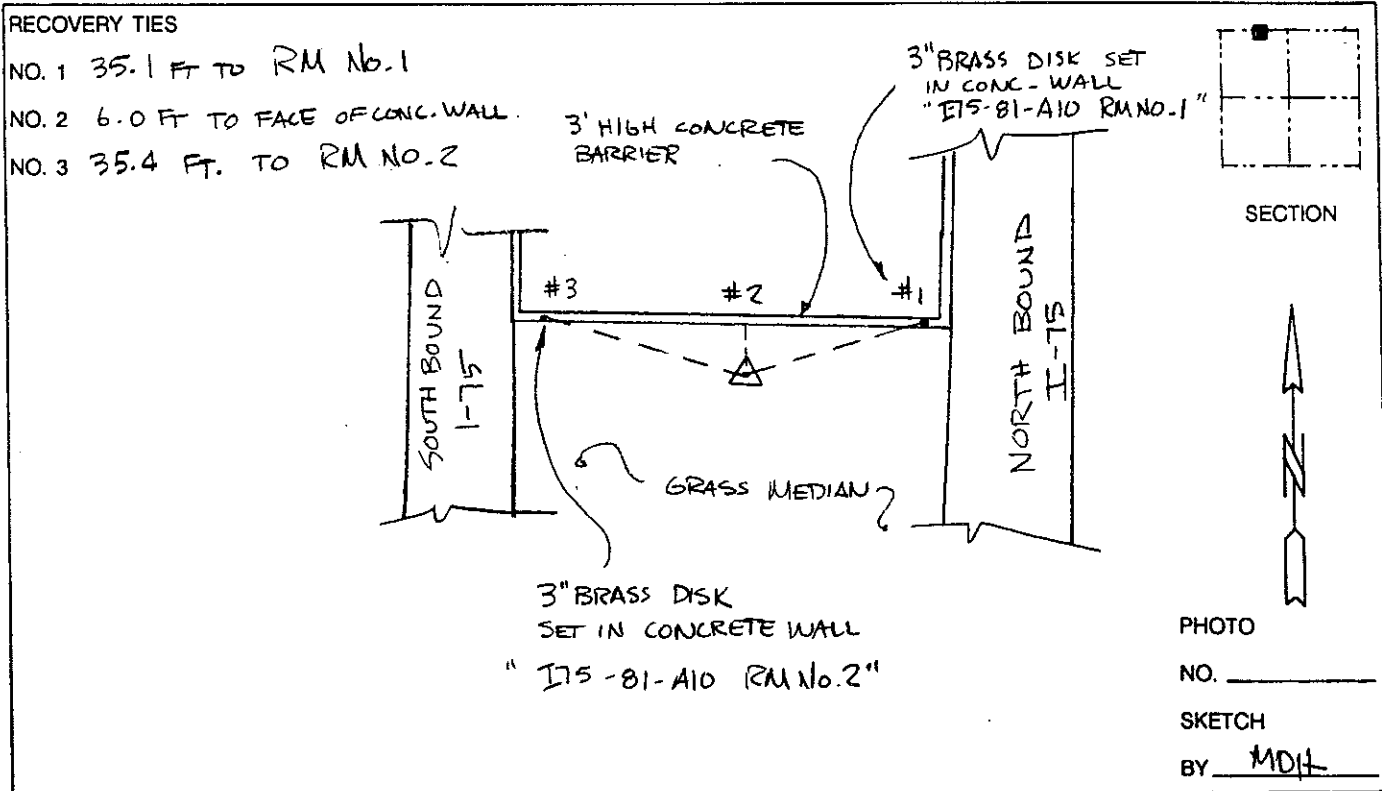 RECOVERY TIES
NO. 1 35.1 FT TO RM No.1
NO. 2 6.0 FT TO FACE OF CONC. WALL.
NO. 3 35.4 FT. TO RM NO.2
3' HIGH CONCRETE
BARRIER
3" BRASS DISK SET
IN CONC. WALL
"I75-81-A10 RM NO.1"
SECTION
SOUTH BOUND
I-75
#3
#2
#1
NORTH BOUND
I-75
GRASS MEDIAN
N
3" BRASS DISK
SET IN CONCRETE WALL
"I75-81-A10 RM No.2"
PHOTO
NO.
SKETCH
BY MDH